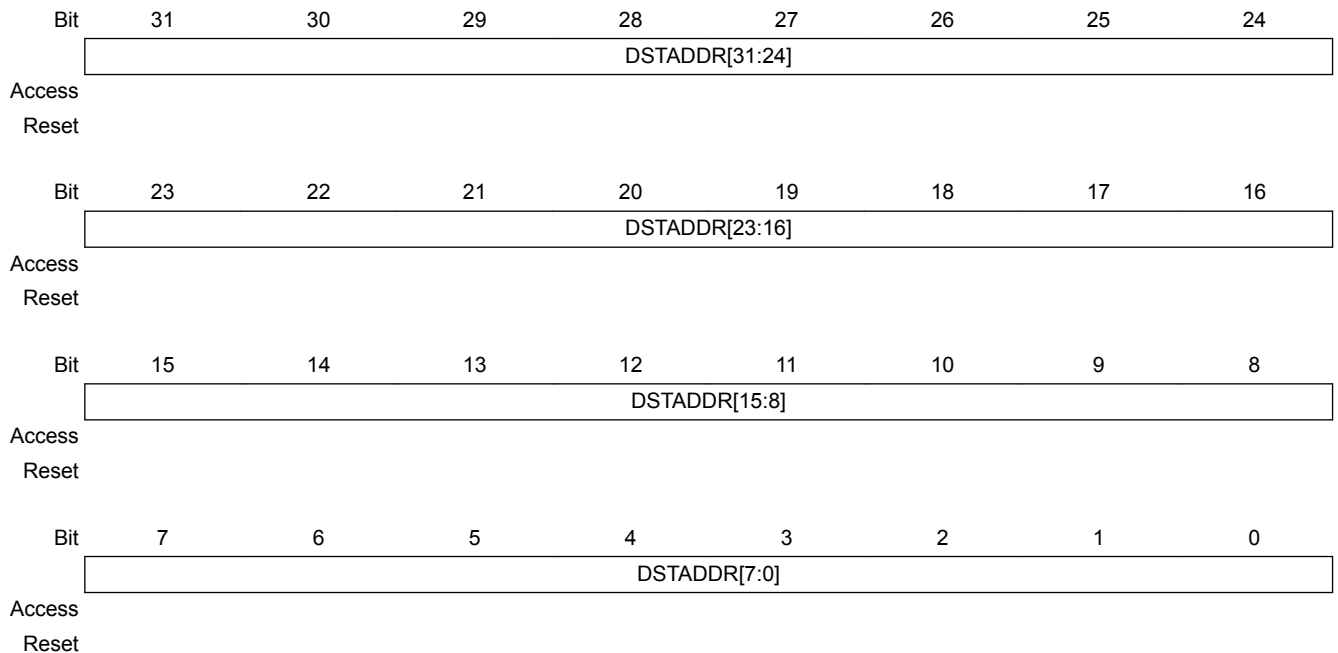 Bit 31 30 29 28 27 26 25 24
DSTADDR[31:24]
Access
Reset
Bit 23 22 21 20 19 18 17 16
DSTADDR[23:16]
Access
Reset
Bit 15 14 13 12 11 10 9 8
DSTADDR[15:8]
Access
Reset
Bit 7 6 5 4 3 2 1 0
DSTADDR[7:0]
Access
Reset